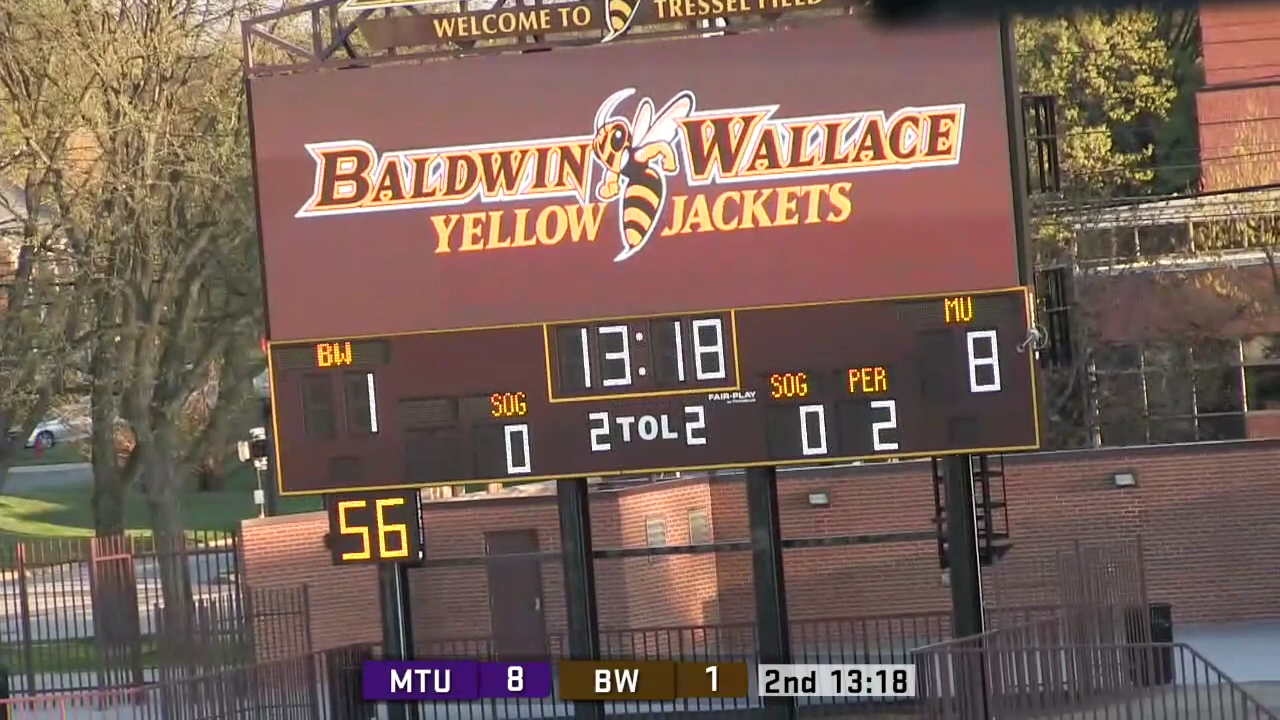 WELCOME TO TRESSEL FIELD
BALDWIN WALLACE
YELLOW JACKETS
BW 13:18 MU
1 8
SOG FAIR-PLAY SOG PER
0 2 TOL 2 0 2
56
MTU 8 BW 1 2nd 13:18